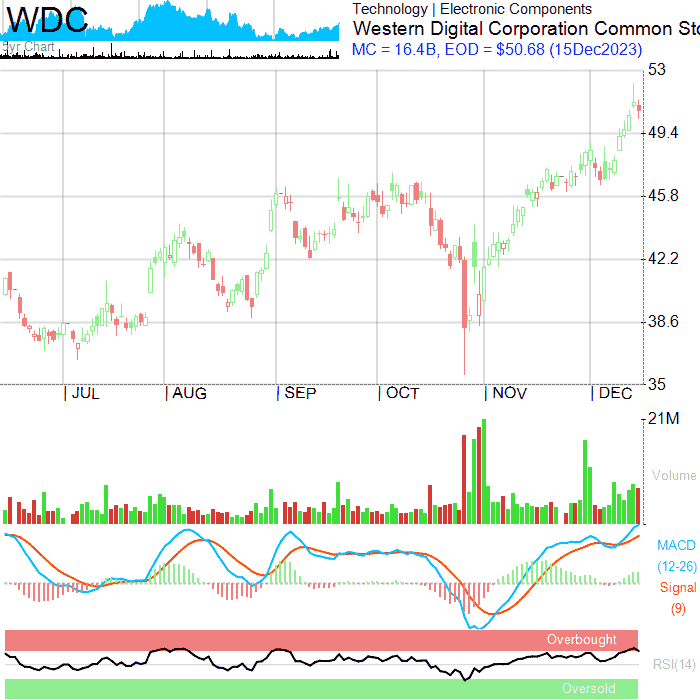 WDC
5yr Chart
Technology | Electronic Components
Western Digital Corporation Common Sto
MC = 16.4B, EOD = $50.68 (15Dec2023)
53
49.4
45.8
42.2
38.6
35
JUL
AUG
SEP
OCT
NOV
DEC
21M
Volume
MACD
(12-26)
Signal
(9)
Overbought
RSI(14)
Oversold